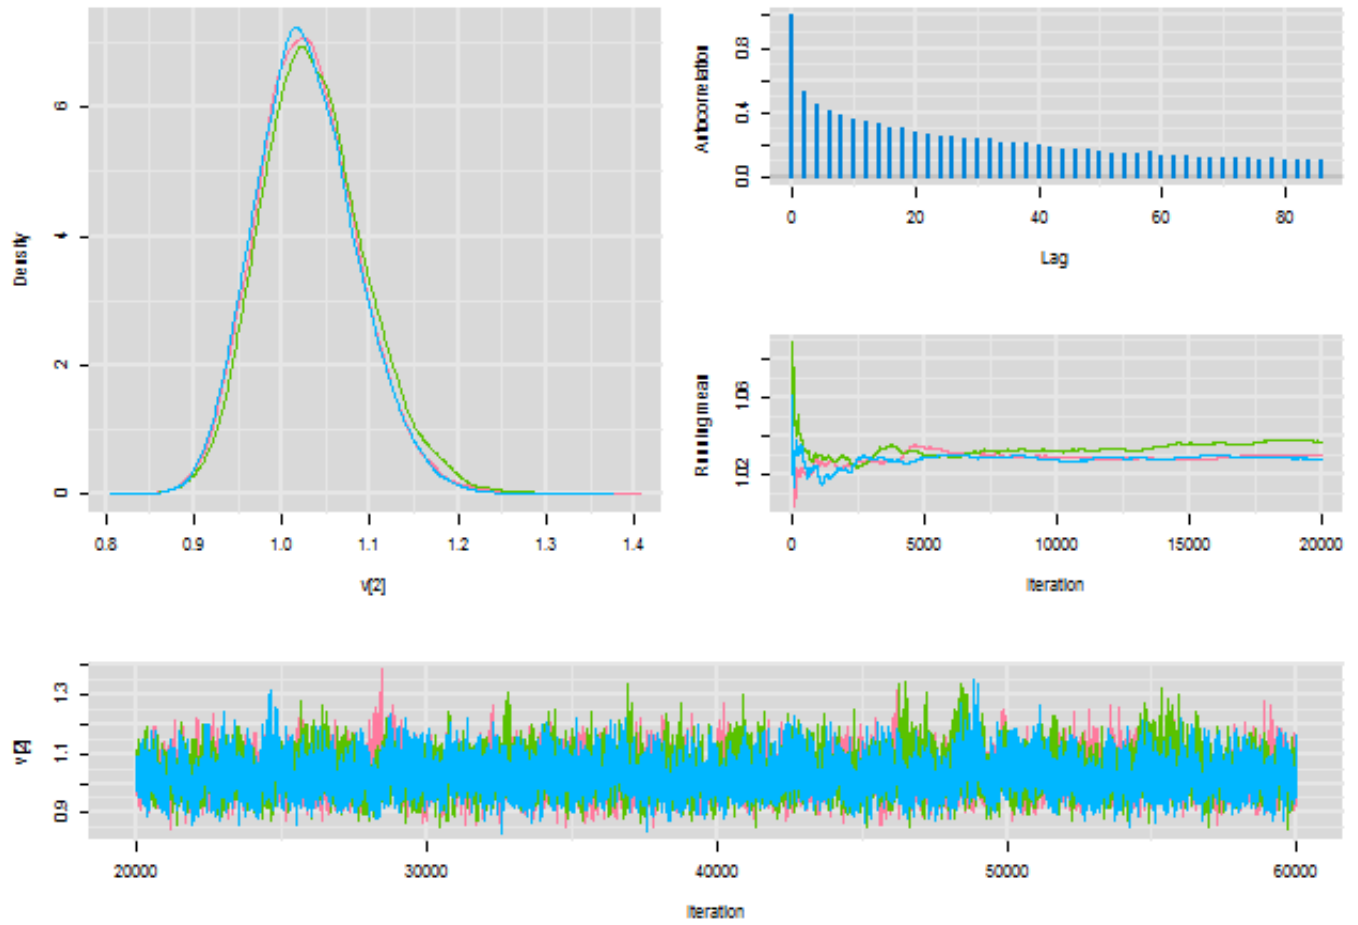 Density
0
2
4
6
0.8 0.9 1.0 1.1 1.2 1.3 1.4
v[2]
Autocorrelation
0.0 0.4 0.8
0 20 40 60 80
Lag
Running mean
1.02 1.06
0 5000 10000 15000 20000
Iteration
v[2]
0.9 1.1 1.3
20000 30000 40000 50000 60000
Iteration